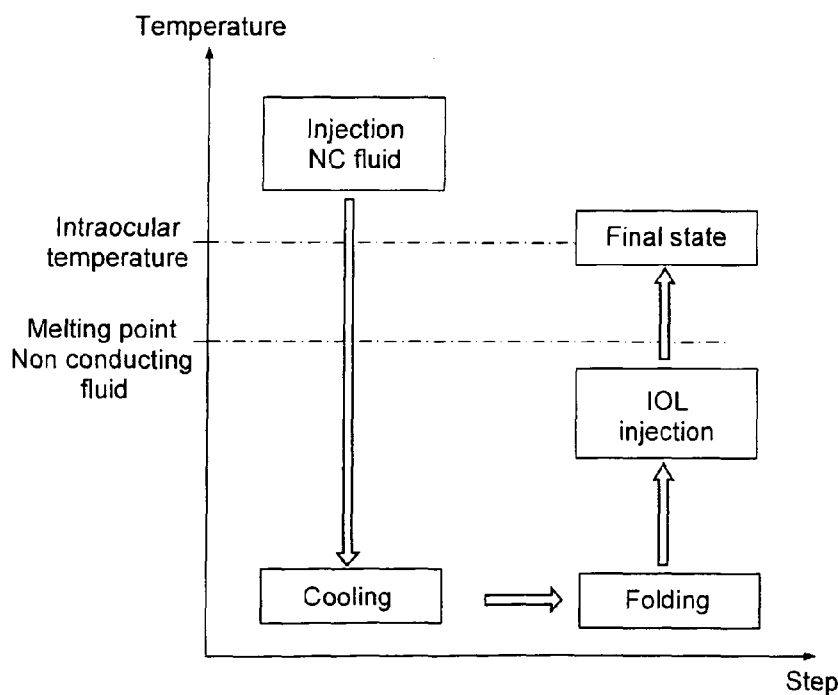 Temperature
Injection
NC fluid
Intraocular
temperature
Final state
Melting point
Non conducting
fluid
IOL
injection
Cooling
Folding
Step